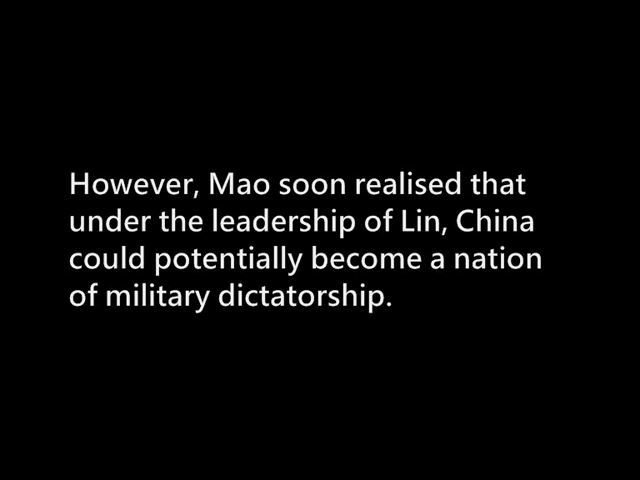 However, Mao soon realised that
under the leadership of Lin, China
could potentially become a nation
of military dictatorship.